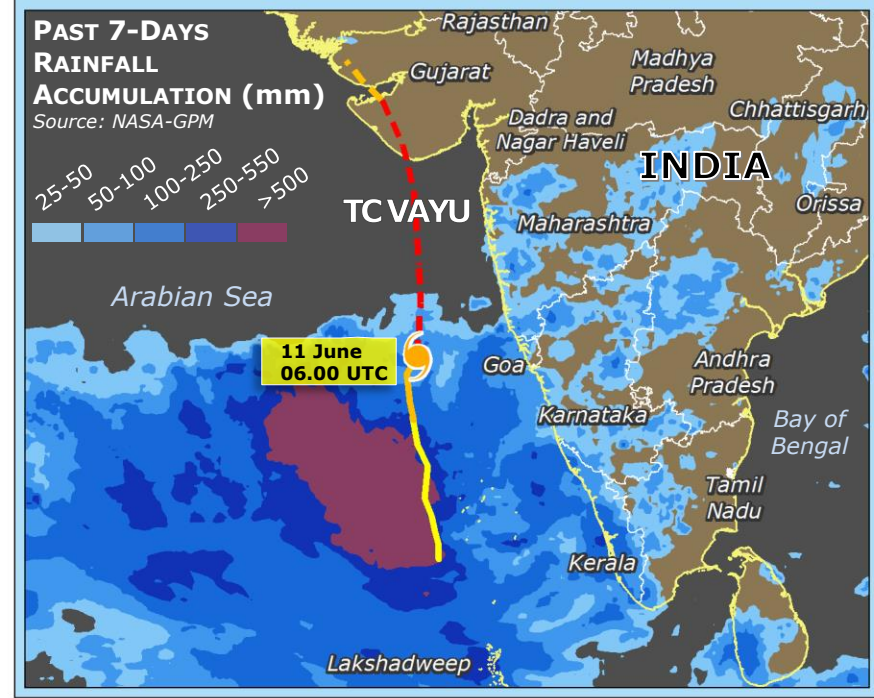 PAST 7-DAYS
RAINFALL
ACCUMULATION (mm)
Source: NASA-GPM
25-50
50-100
100-250
250-550
>500
Rajasthan
Gujarat
Madhya
Pradesh
Chhattisgarh
Dadra and
Nagar Haveli
INDIA
Orissa
TC VAYU
Maharashtra
Arabian Sea
11 June
06.00 UTC
Goa
Andhra
Pradesh
Karnataka
Bay of
Bengal
Tamil
Nadu
Kerala
Lakshadweep